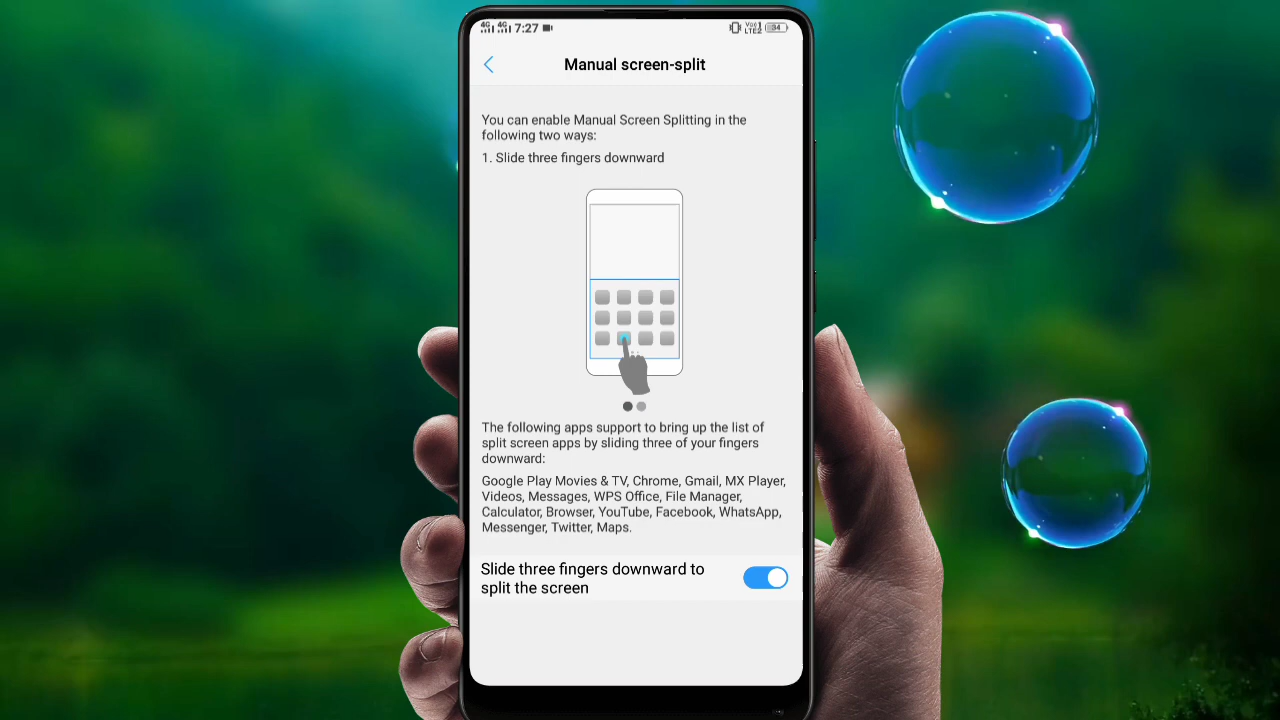 4G 4G 7:27 34
Manual screen-split
You can enable Manual Screen Splitting in the
following two ways:
1. Slide three fingers downward
The following apps support to bring up the list of
split screen apps by sliding three of your fingers
downward:
Google Play Movies & TV, Chrome, Gmail, MX Player,
Videos, Messages, WPS Office, File Manager,
Calculator, Browser, YouTube, Facebook, WhatsApp,
Messenger, Twitter, Maps.
Slide three fingers downward to
split the screen